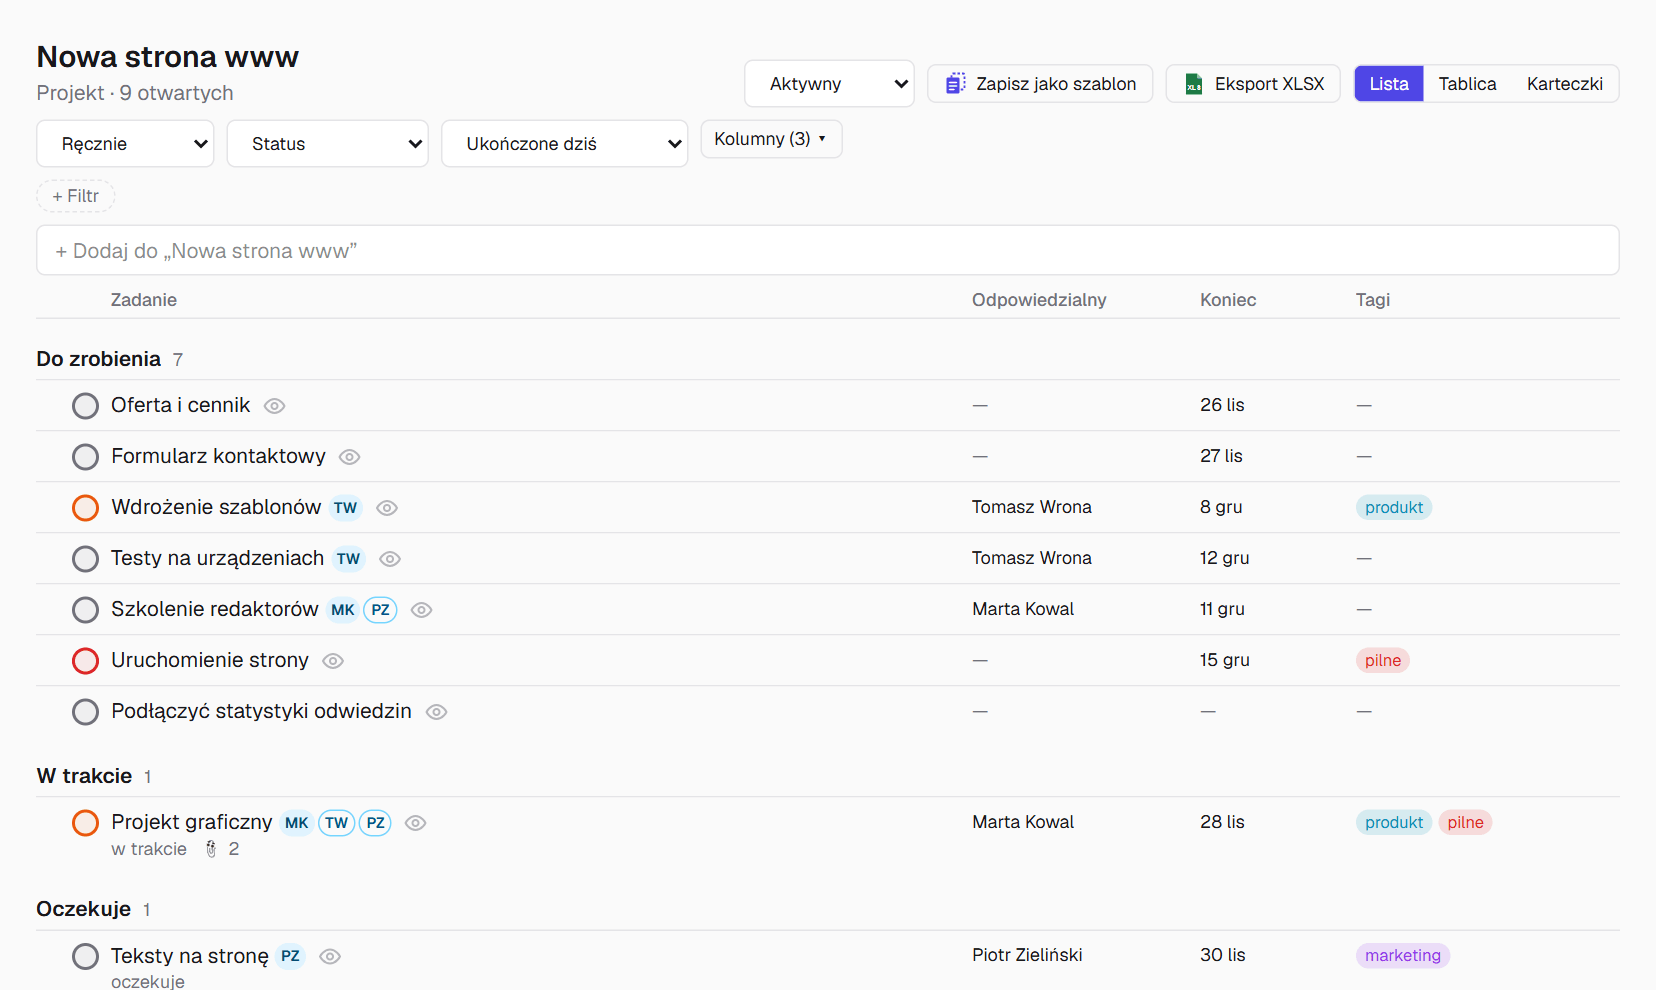 Nowa strona www
Projekt · 9 otwartych
Aktywny
Zapisz jako szablon
Eksport XLSX
Lista
Tablica
Karteczki
Ręcznie
Status
Ukończone dziś
Kolumny (3) ▾
+ Filtr
+ Dodaj do „Nowa strona www”
Zadanie Odpowiedzialny Koniec Tagi
Do zrobienia 7
Oferta i cennik — 26 lis —
Formularz kontaktowy — 27 lis —
Wdrożenie szablonów TW Tomasz Wrona 8 gru produkt
Testy na urządzeniach TW Tomasz Wrona 12 gru —
Szkolenie redaktorów MK PZ Marta Kowal 11 gru —
Uruchomienie strony — 15 gru pilne
Podłączyć statystyki odwiedzin — — —
W trakcie 1
Projekt graficzny MK TW PZ Marta Kowal 28 lis produkt pilne
w trakcie 2
Oczekuje 1
Teksty na stronę PZ Piotr Zieliński 30 lis marketing
oczekuje